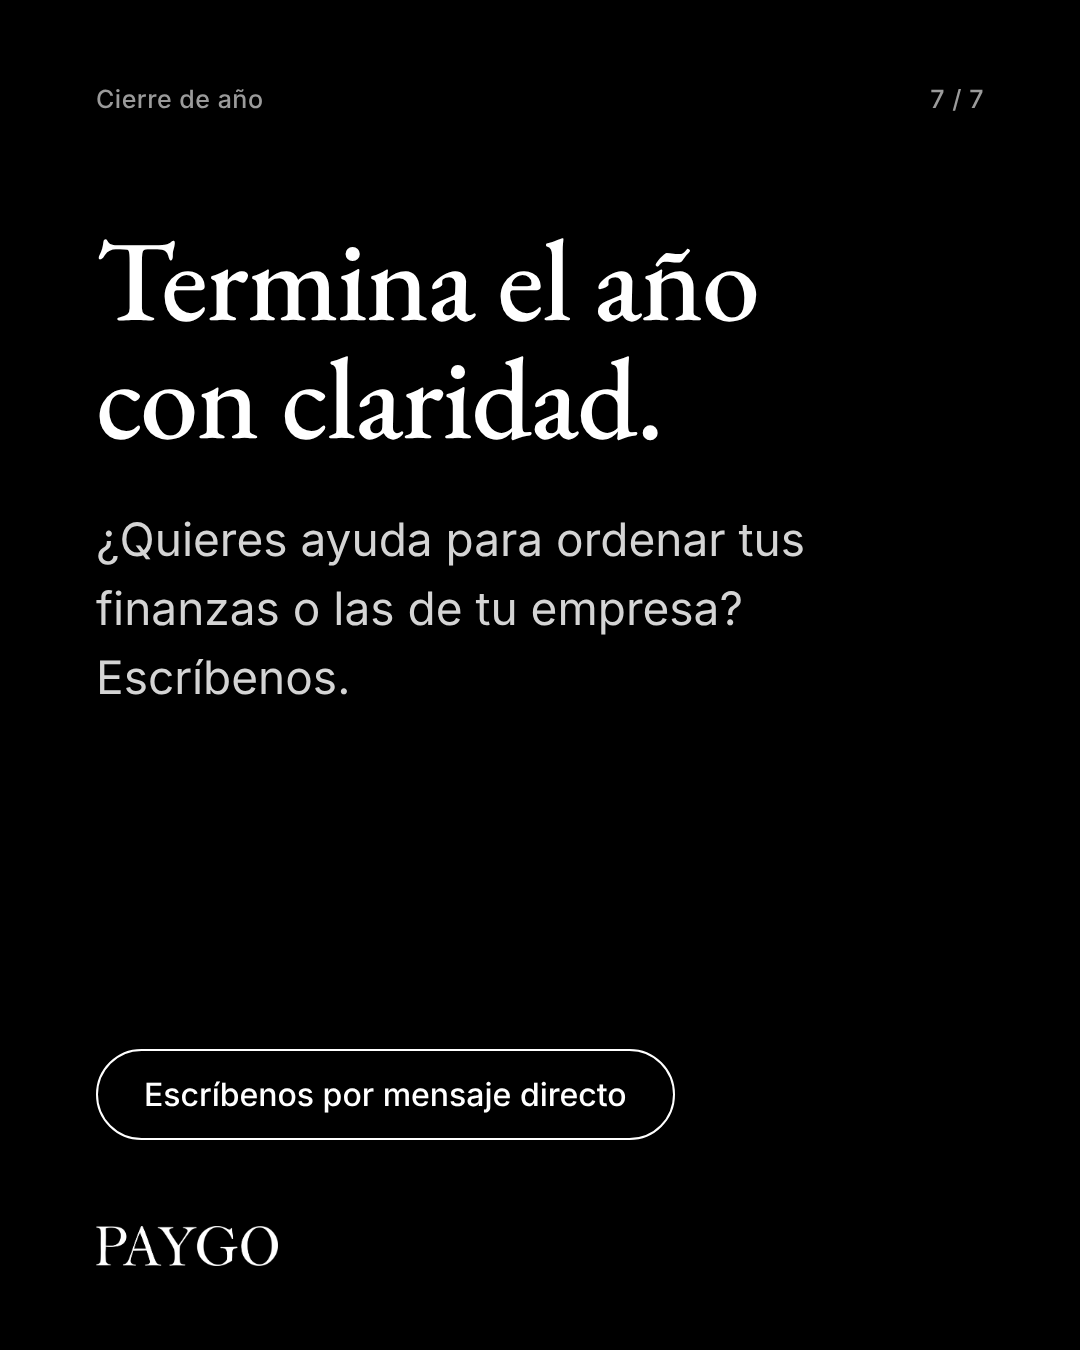 Cierre de año
7 / 7
Termina el año
con claridad.
¿Quieres ayuda para ordenar tus
finanzas o las de tu empresa?
Escríbenos.
Escríbenos por mensaje directo
PAYGO